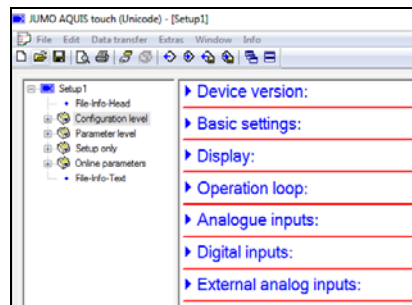 JUMO AQUIS touch (Unicode) - [Setup1]
File Edit Data transfer Extras Window Info
Setup1
File-Info-Head
Configuration level
Parameter level
Setup only
Online parameters
File-Info-Text
Device version:
Basic settings:
Display:
Operation loop:
Analogue inputs:
Digital inputs:
External analog inputs: